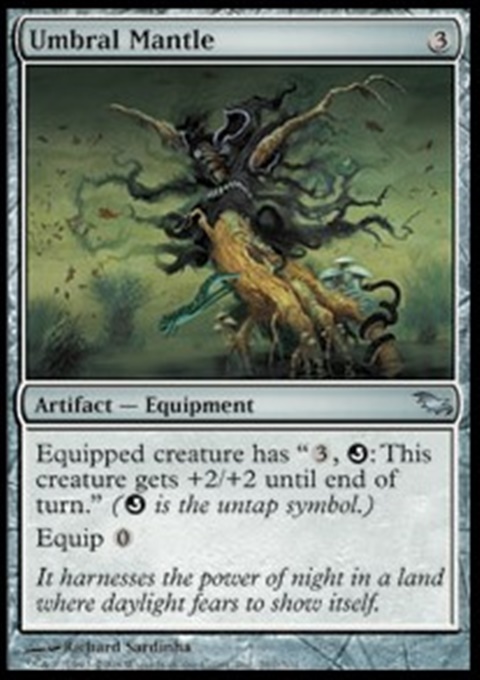 Umbral Mantle 3
Artifact — Equipment
Equipped creature has “3, : This
creature gets +2/+2 until end of
turn.” ( is the untap symbol.)
Equip 0
It harnesses the power of night in a land
where daylight fears to show itself.
Richard Sardinha